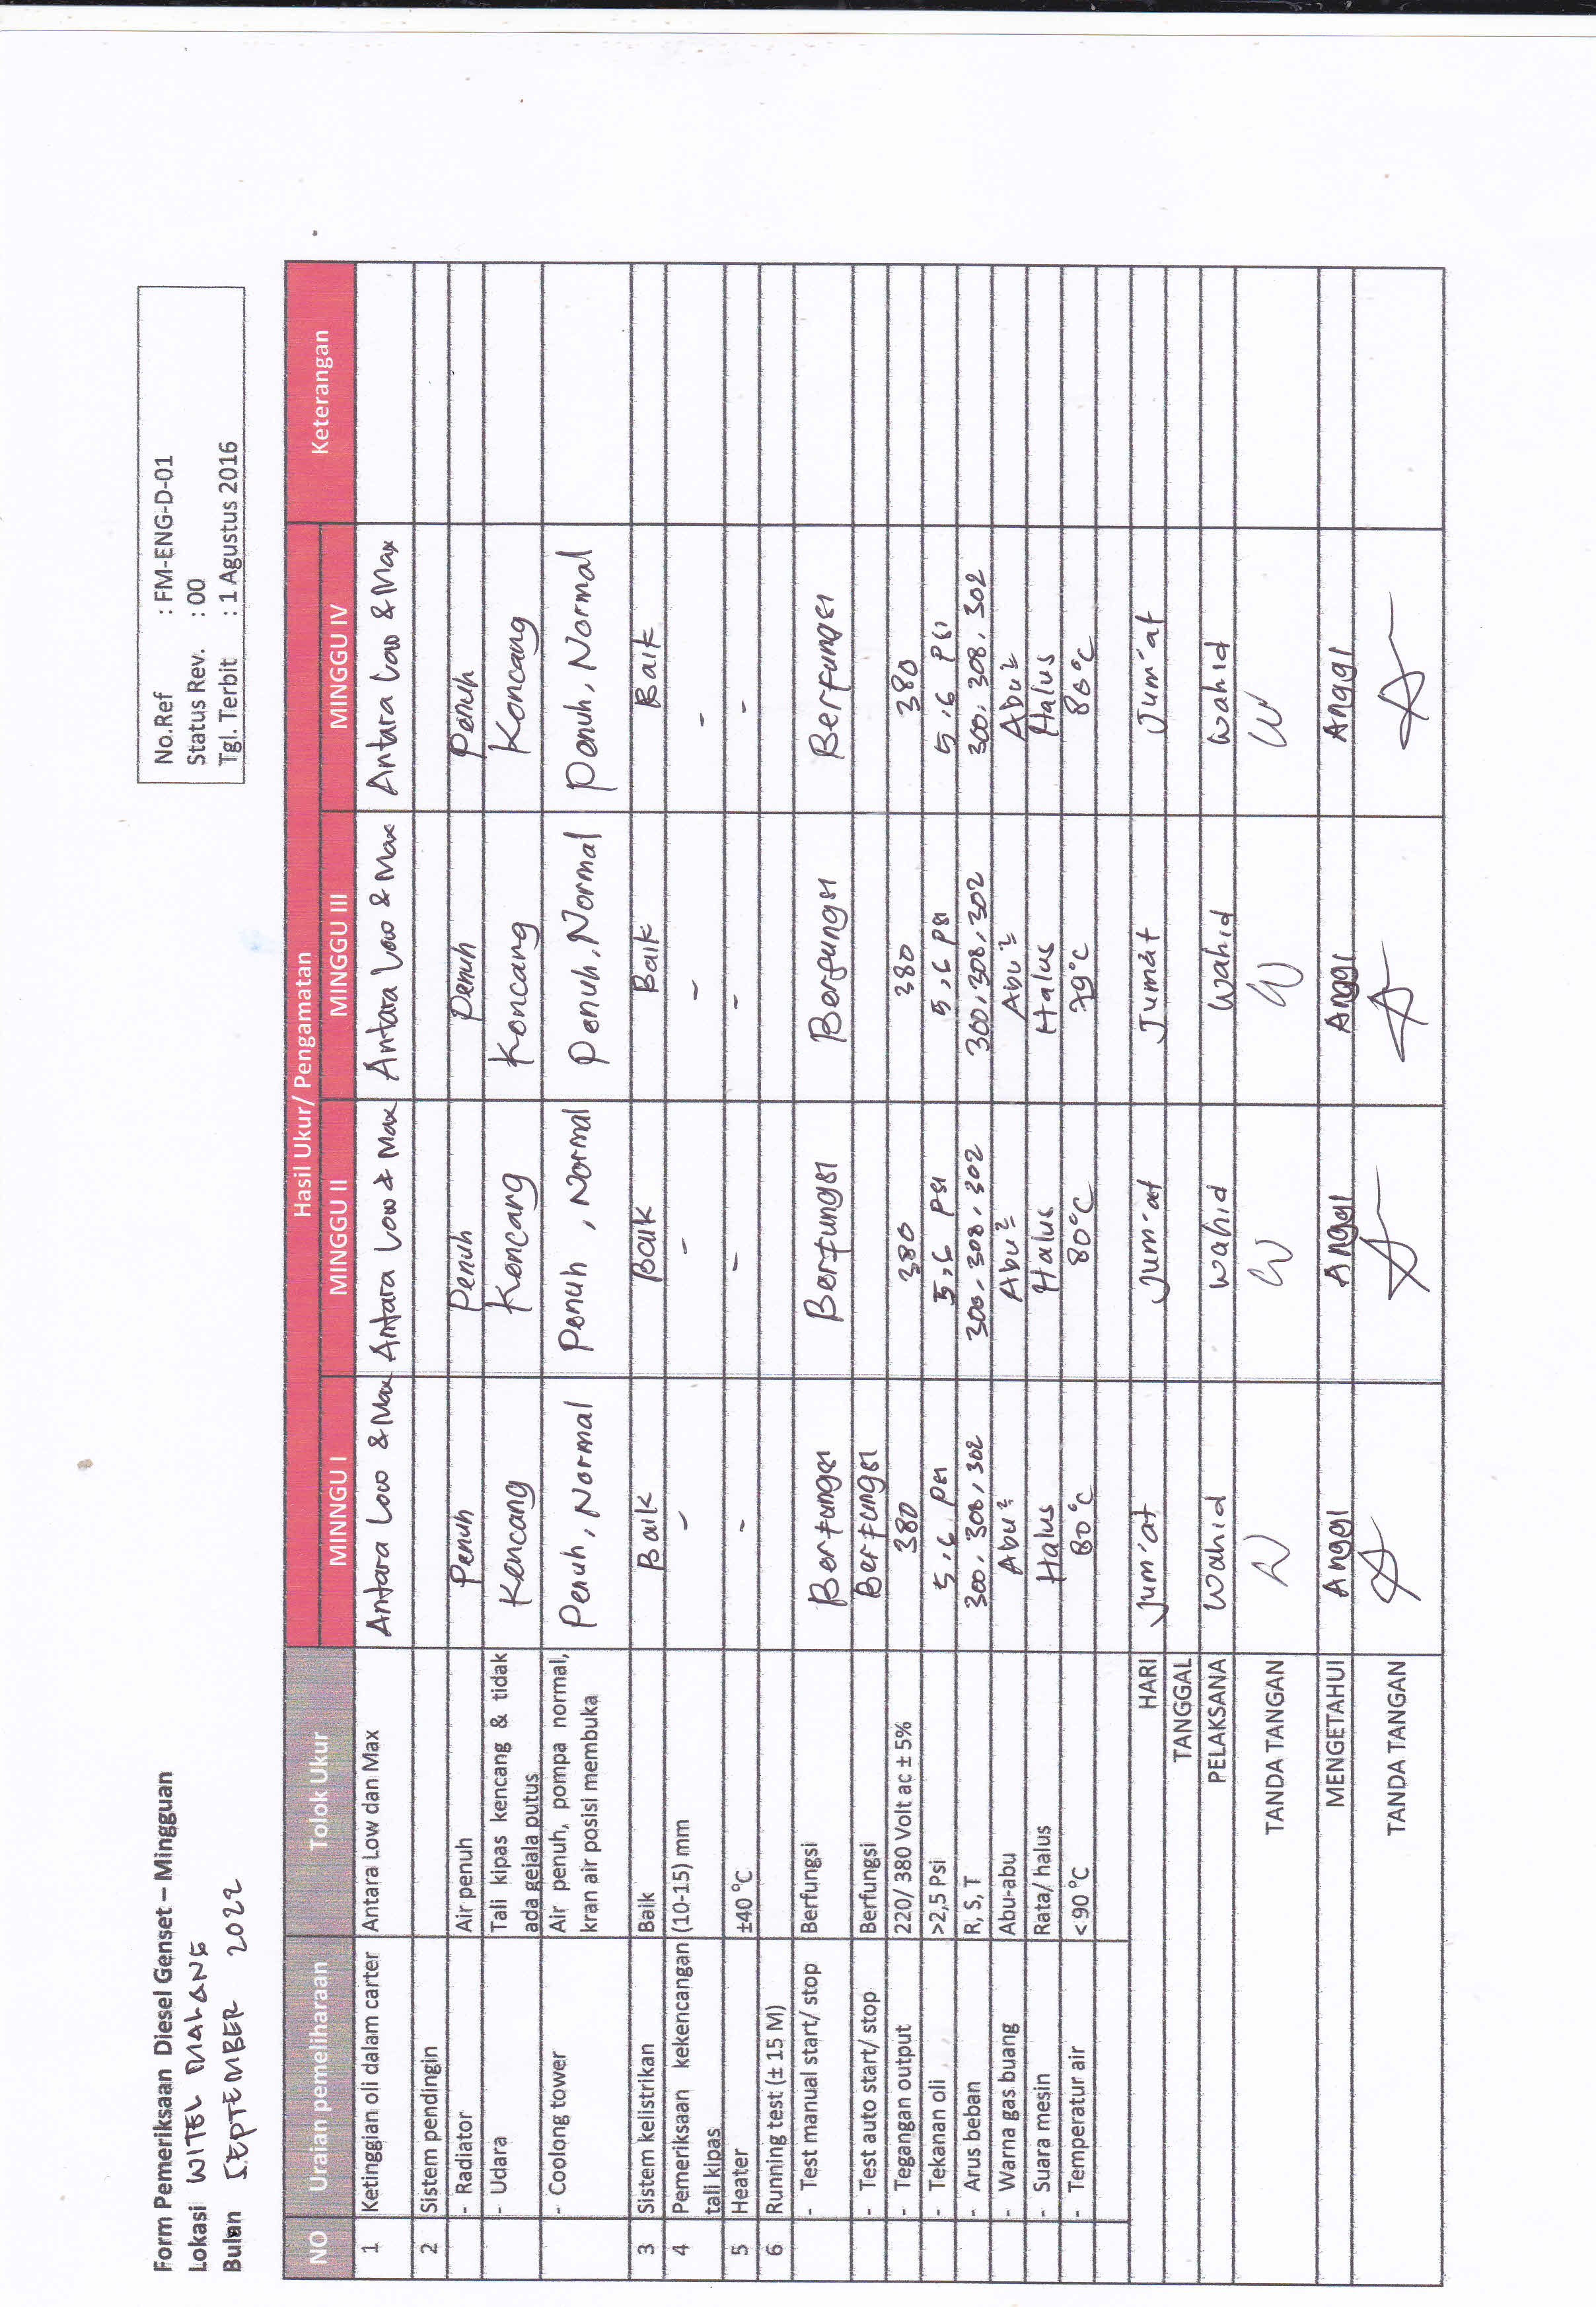 Form Pemeriksaan Diesel Genset – Mingguan
Lokasi WITEL MALANG
Bulan SEPTEMBER 2022
No.Ref : FM-ENG-D-01
Status Rev. : 00
Tgl. Terbit : 1 Agustus 2016
NO Uraian pemeliharaan Tolok Ukur Hasil Ukur/ Pengamatan Keterangan
MINNGU I MINGGU II MINGGU III MINGGU IV
1 Ketinggian oli dalam carter Antara Low dan Max Antara Low & Max Antara Low & Max Antara Low & Max Antara Low & Max
2 Sistem pendingin
- Radiator Air penuh Penuh Penuh Penuh Penuh
- Udara Tali kipas kencang & tidak Kencang Kencang Kencang Kencang
ada gejala putus
- Coolong tower Air penuh, pompa normal, Penuh, Normal Penuh, Normal Penuh, Normal Penuh, Normal
kran air posisi membuka
3 Sistem kelistrikan Baik Baik Baik Baik Baik
4 Pemeriksaan kekencangan (10-15) mm - - - -
tali kipas
5 Heater ±40 °C - - - -
6 Running test (± 15 M)
- Test manual start/ stop Berfungsi Berfungsi Berfungsi Berfungsi Berfungsi
- Test auto start/ stop Berfungsi Berfungsi
- Tegangan output 220/ 380 Volt ac ± 5% 380 380 380 380
- Tekanan oli >2,5 Psi 5,6 Psi 5,6 Psi 5,6 Psi 5,6 Psi
- Arus beban R, S, T 300, 308, 302 300, 308, 302 300, 308, 302 300, 308, 302
- Warna gas buang Abu-abu Abu² Abu² Abu² Abu²
- Suara mesin Rata/ halus Halus Halus Halus Halus
- Temperatur air < 90 °C 80°C 80°C 79°C 80°C
HARI Jum'at Jum'at Jum'at Jum'at
TANGGAL
PELAKSANA Wahid Wahid Wahid Wahid
TANDA TANGAN
MENGETAHUI Anggi Anggi Anggi Anggi
TANDA TANGAN